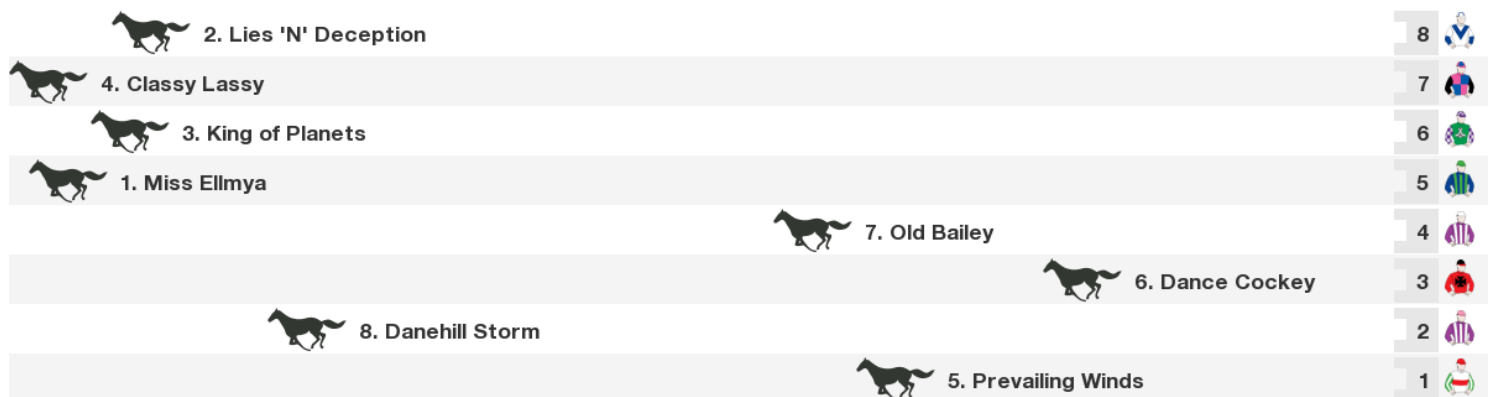 2. Lies 'N' Deception 8
4. Classy Lassy 7
3. King of Planets 6
1. Miss Ellmya 5
7. Old Bailey 4
6. Dance Cockey 3
8. Danehill Storm 2
5. Prevailing Winds 1